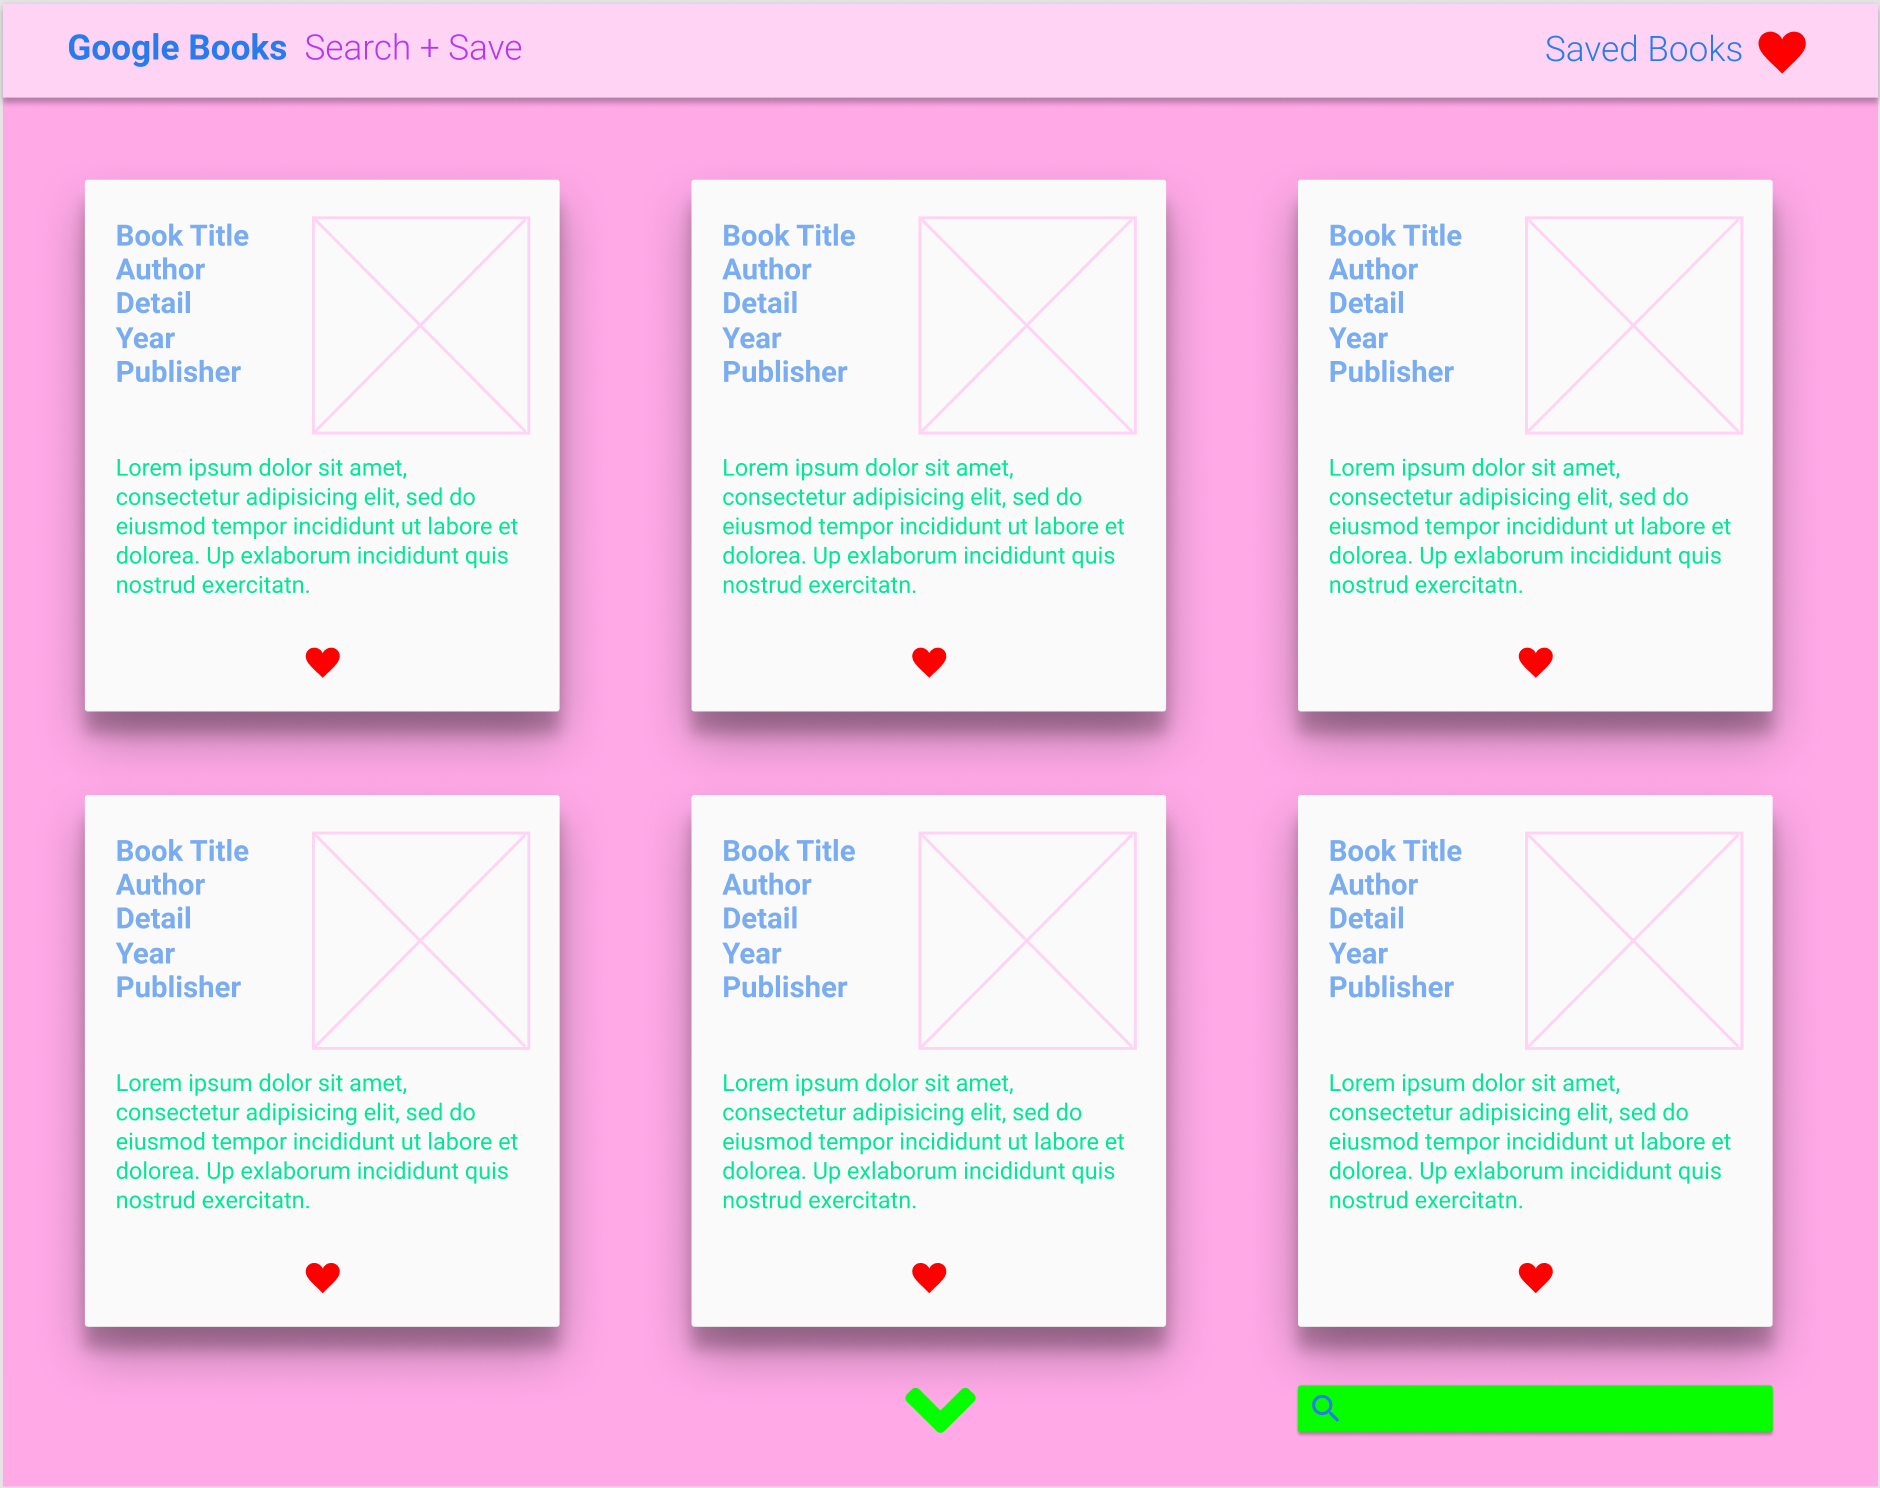 Google Books Search + Save
Saved Books
Book Title
Author
Detail
Year
Publisher
Lorem ipsum dolor sit amet,
consectetur adipisicing elit, sed do
eiusmod tempor incididunt ut labore et
dolorea. Up exlaborum incididunt quis
nostrud exercitatn.
Book Title
Author
Detail
Year
Publisher
Lorem ipsum dolor sit amet,
consectetur adipisicing elit, sed do
eiusmod tempor incididunt ut labore et
dolorea. Up exlaborum incididunt quis
nostrud exercitatn.
Book Title
Author
Detail
Year
Publisher
Lorem ipsum dolor sit amet,
consectetur adipisicing elit, sed do
eiusmod tempor incididunt ut labore et
dolorea. Up exlaborum incididunt quis
nostrud exercitatn.
Book Title
Author
Detail
Year
Publisher
Lorem ipsum dolor sit amet,
consectetur adipisicing elit, sed do
eiusmod tempor incididunt ut labore et
dolorea. Up exlaborum incididunt quis
nostrud exercitatn.
Book Title
Author
Detail
Year
Publisher
Lorem ipsum dolor sit amet,
consectetur adipisicing elit, sed do
eiusmod tempor incididunt ut labore et
dolorea. Up exlaborum incididunt quis
nostrud exercitatn.
Book Title
Author
Detail
Year
Publisher
Lorem ipsum dolor sit amet,
consectetur adipisicing elit, sed do
eiusmod tempor incididunt ut labore et
dolorea. Up exlaborum incididunt quis
nostrud exercitatn.